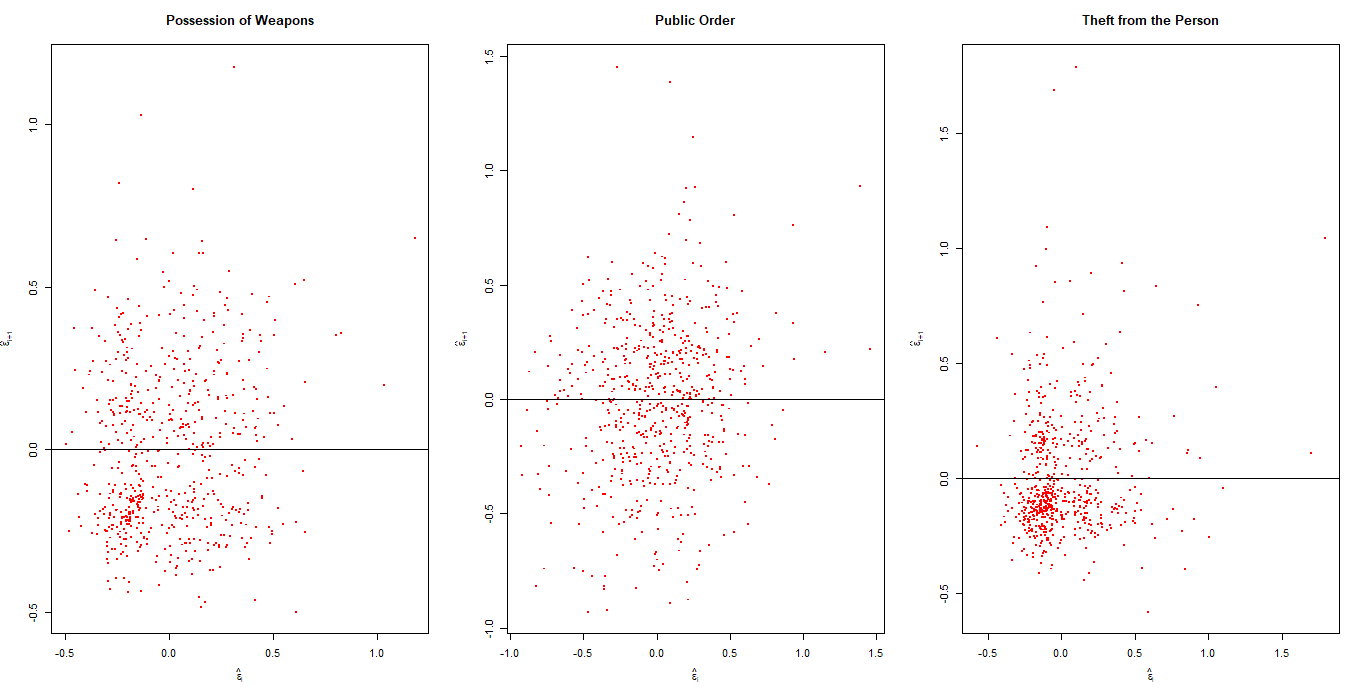 Possession of Weapons
Public Order
Theft from the Person
1.0
0.5
0.0
-0.5
ε̂ᵢ₊₁
-0.5 0.0 0.5 1.0
ε̂ᵢ
1.5
1.0
0.5
0.0
-0.5
-1.0
ε̂ᵢ₊₁
-1.0 -0.5 0.0 0.5 1.0 1.5
ε̂ᵢ
1.5
1.0
0.5
0.0
-0.5
ε̂ᵢ₊₁
-0.5 0.0 0.5 1.0 1.5
ε̂ᵢ